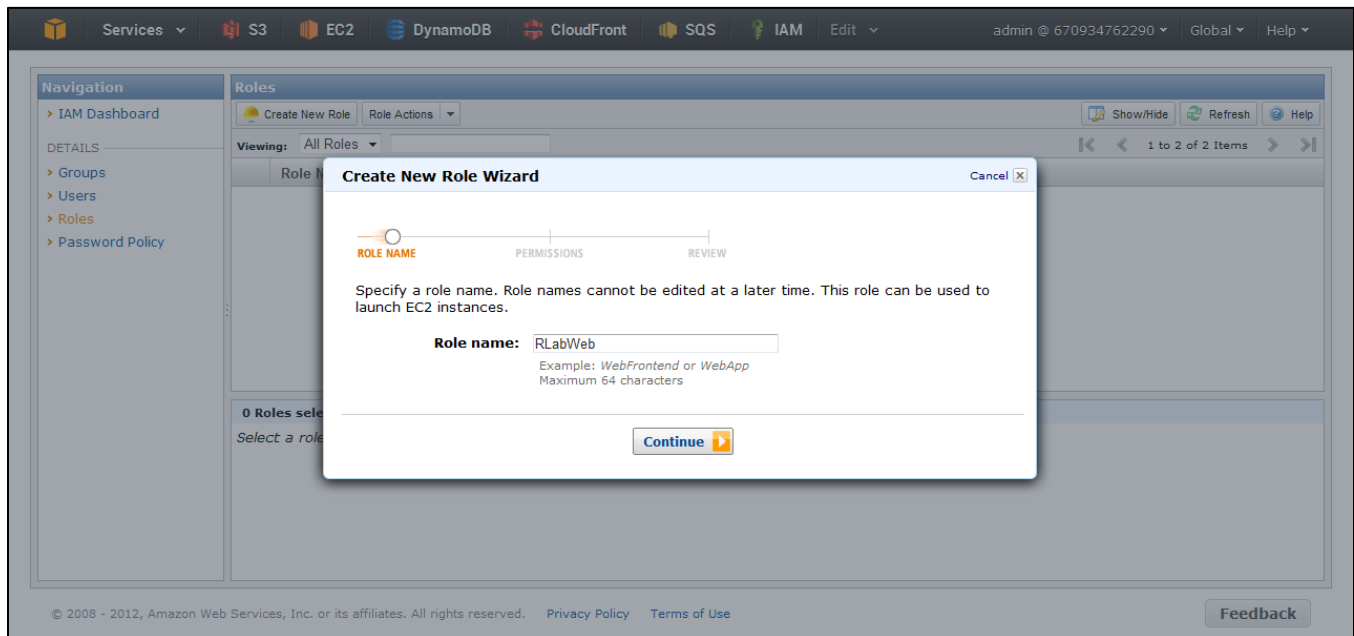 Services S3 EC2 DynamoDB CloudFront SQS IAM Edit admin @ 670934762290 Global Help
Navigation
IAM Dashboard
DETAILS
Groups
Users
Roles
Password Policy
Roles
Create New Role Role Actions Show/Hide Refresh Help
Viewing: All Roles 1 to 2 of 2 Items
Role N
Create New Role Wizard Cancel
ROLE NAME PERMISSIONS REVIEW
Specify a role name. Role names cannot be edited at a later time. This role can be used to
launch EC2 instances.
Role name: RLabWeb
Example: WebFrontend or WebApp
Maximum 64 characters
Continue
0 Roles sele
Select a role
© 2008 - 2012, Amazon Web Services, Inc. or its affiliates. All rights reserved. Privacy Policy Terms of Use Feedback